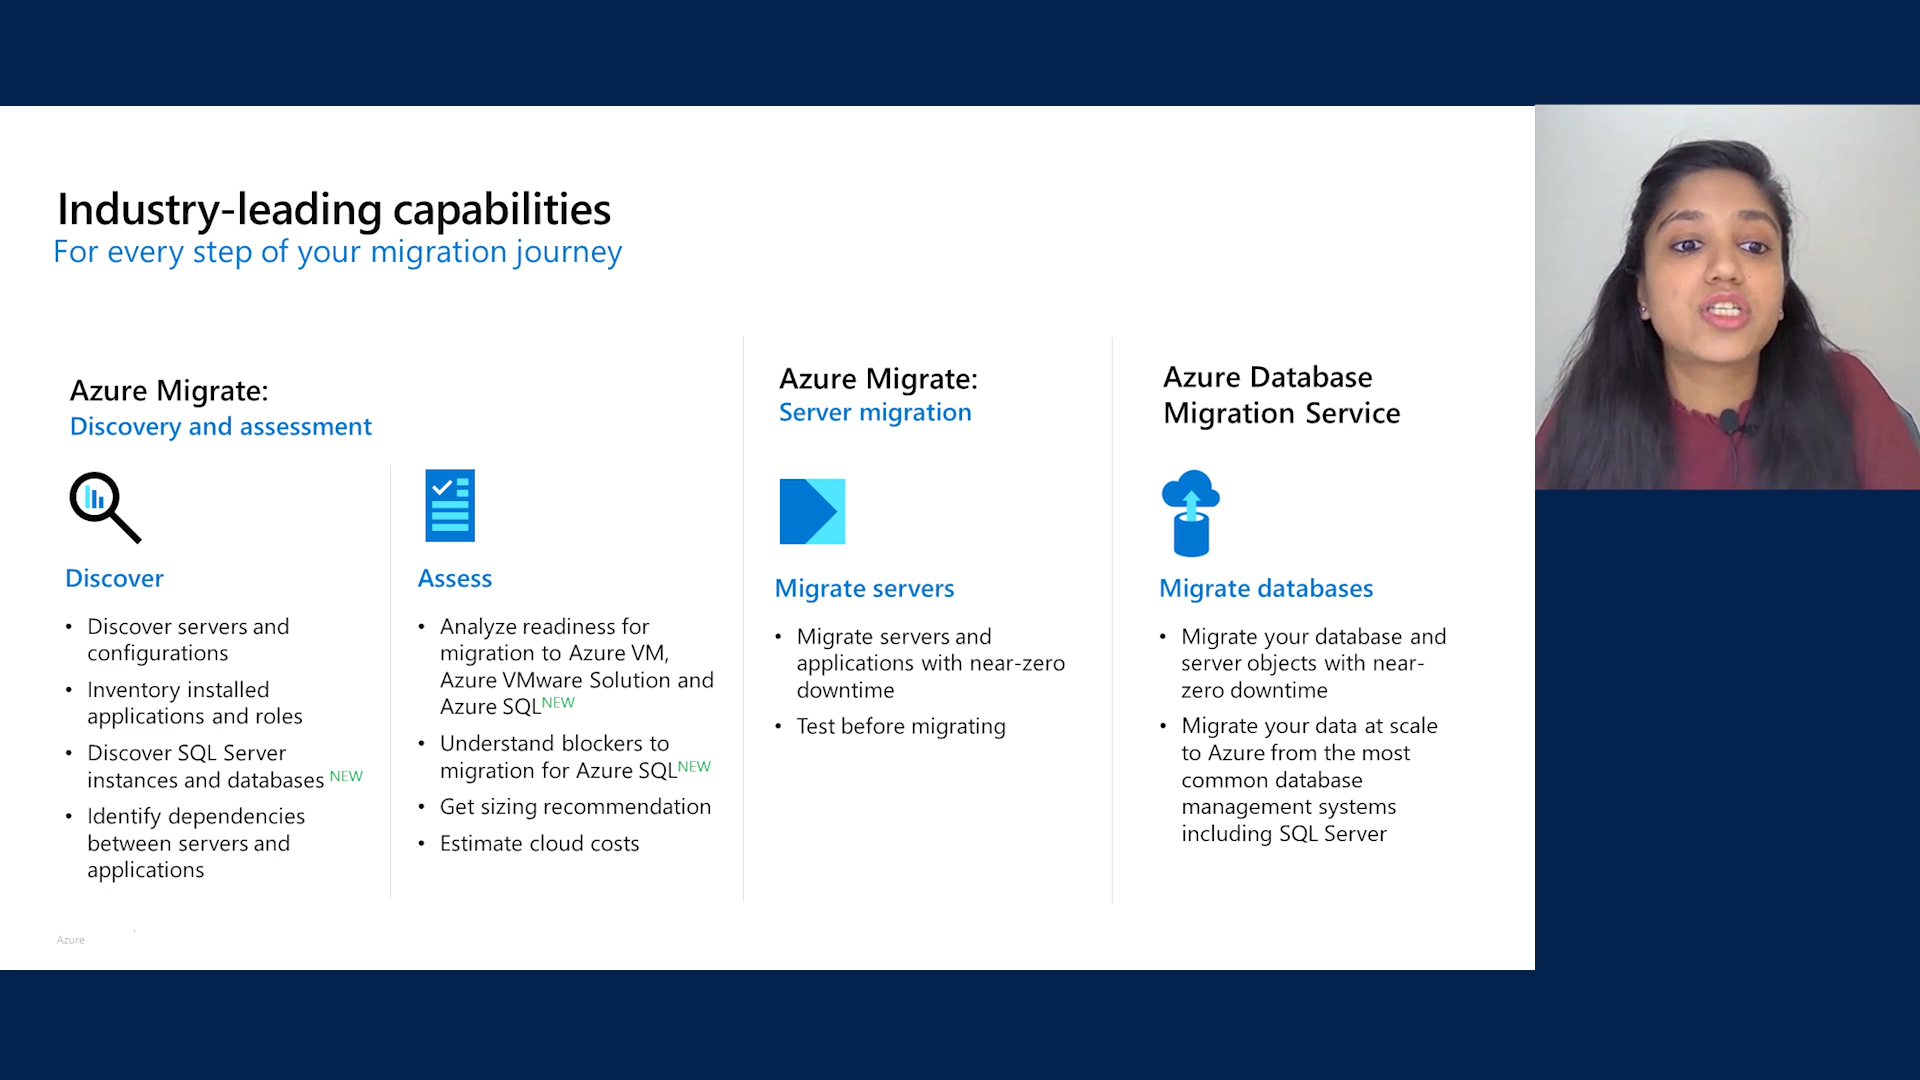 Industry-leading capabilities
For every step of your migration journey
Azure Migrate:
Discovery and assessment
Discover
• Discover servers and
configurations
• Inventory installed
applications and roles
• Discover SQL Server
instances and databases NEW
• Identify dependencies
between servers and
applications
Assess
• Analyze readiness for
migration to Azure VM,
Azure VMware Solution and
Azure SQL NEW
• Understand blockers to
migration for Azure SQL NEW
• Get sizing recommendation
• Estimate cloud costs
Azure Migrate:
Server migration
Migrate servers
• Migrate servers and
applications with near-zero
downtime
• Test before migrating
Azure Database
Migration Service
Migrate databases
• Migrate your database and
server objects with near-
zero downtime
• Migrate your data at scale
to Azure from the most
common database
management systems
including SQL Server
Azure